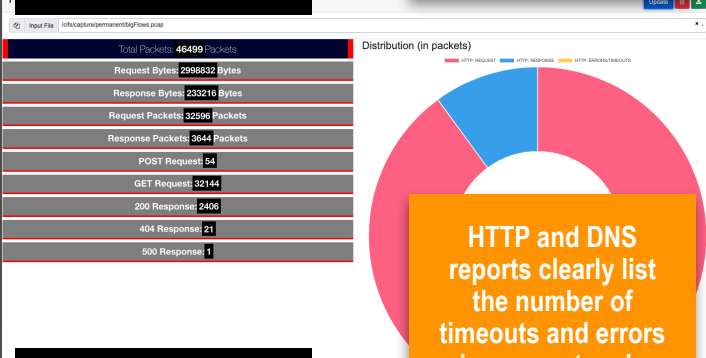 Update
Input File /cifs/capture/permanent/bigFlows.pcap
Total Packets: 46499 Packets
Request Bytes: 2998832 Bytes
Response Bytes: 233216 Bytes
Request Packets: 32596 Packets
Response Packets: 3644 Packets
POST Request: 54
GET Request: 32144
200 Response: 2406
404 Response: 21
500 Response: 1
Distribution (in packets)
HTTP: REQUEST HTTP: RESPONSE HTTP: ERRORS/TIMEOUTS
HTTP and DNS
reports clearly list
the number of
timeouts and errors